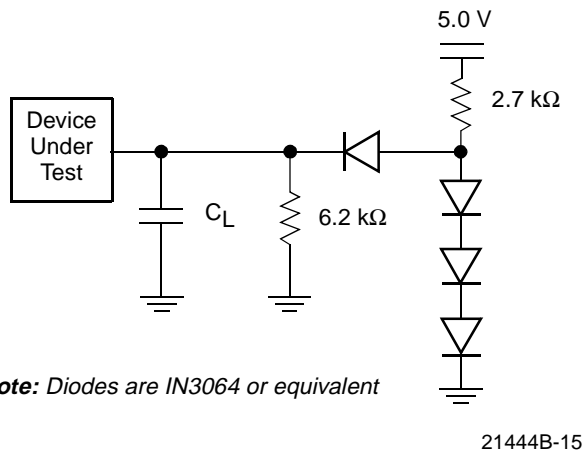 5.0 V
2.7 kΩ
Device
Under
Test
CL
6.2 kΩ
ote: Diodes are IN3064 or equivalent
21444B-15